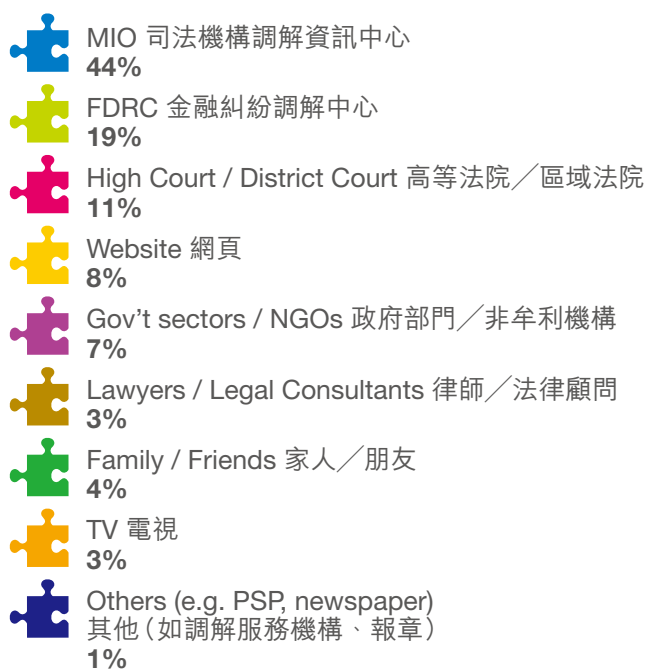 MIO 司法機構調解資訊中心
44%
FDRC 金融糾紛調解中心
19%
High Court / District Court 高等法院╱區域法院
11%
Website 網頁
8%
Gov’t sectors / NGOs 政府部門╱非牟利機構
7%
Lawyers / Legal Consultants 律師╱法律顧問
3%
Family / Friends 家人╱朋友
4%
TV 電視
3%
Others (e.g. PSP, newspaper)
其他（如調解服務機構、報章）
1%